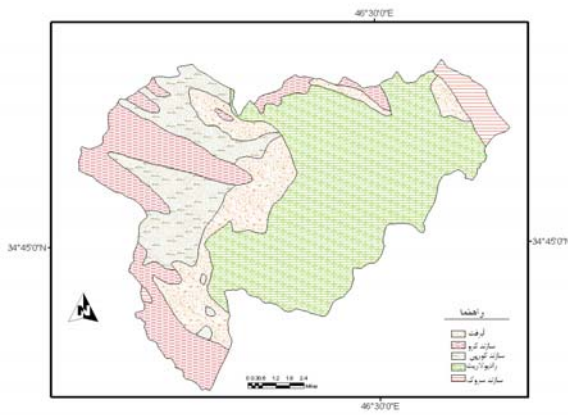 46°30'0"E
34°45'0"N
34°45'0"N
راهنما
آبرفت
سازند گرو
سازند گورپی
رادیولاریت
سازند سروک
N
46°30'0"E